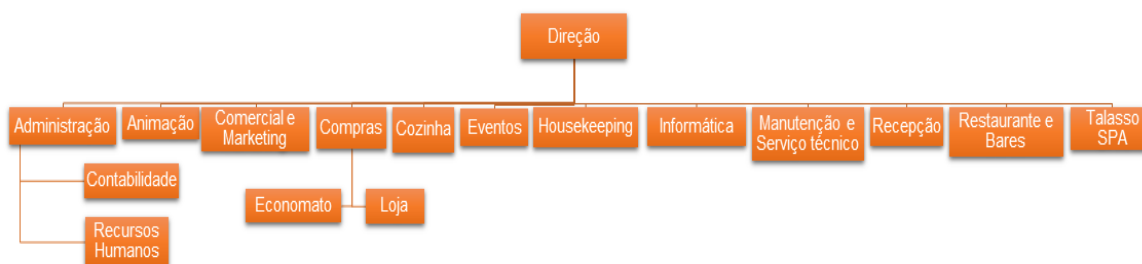 Direção
Administração
Animação
Comercial e
Marketing
Compras
Cozinha
Eventos
Housekeeping
Informática
Manutenção e
Serviço técnico
Recepção
Restaurante e
Bares
Talasso
SPA
Contabilidade
Recursos
Humanos
Economato
Loja